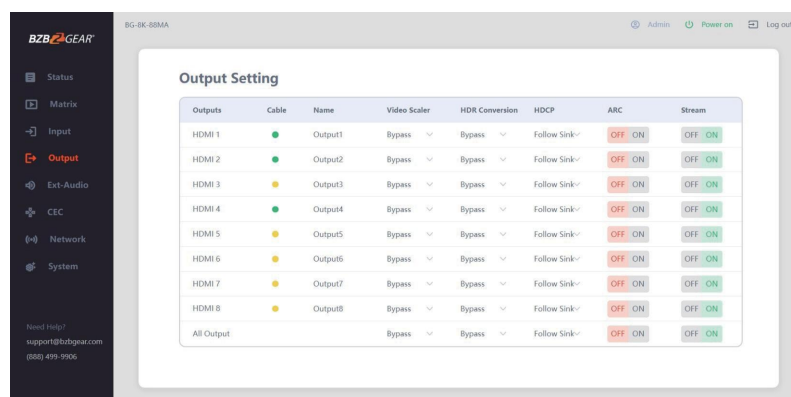 BG-8K-88MA
Admin Power on Log out
BZBGEAR
Status
Matrix
Input
Output
Ext-Audio
CEC
Network
System
Need Help?
support@bzbgear.com
(888) 499-9906
Output Setting
Outputs Cable Name Video Scaler HDR Conversion HDCP ARC Stream
HDMI 1 Output1 Bypass Bypass Follow Sink OFF ON OFF ON
HDMI 2 Output2 Bypass Bypass Follow Sink OFF ON OFF ON
HDMI 3 Output3 Bypass Bypass Follow Sink OFF ON OFF ON
HDMI 4 Output4 Bypass Bypass Follow Sink OFF ON OFF ON
HDMI 5 Output5 Bypass Bypass Follow Sink OFF ON OFF ON
HDMI 6 Output6 Bypass Bypass Follow Sink OFF ON OFF ON
HDMI 7 Output7 Bypass Bypass Follow Sink OFF ON OFF ON
HDMI 8 Output8 Bypass Bypass Follow Sink OFF ON OFF ON
All Output Bypass Bypass Follow Sink OFF ON OFF ON